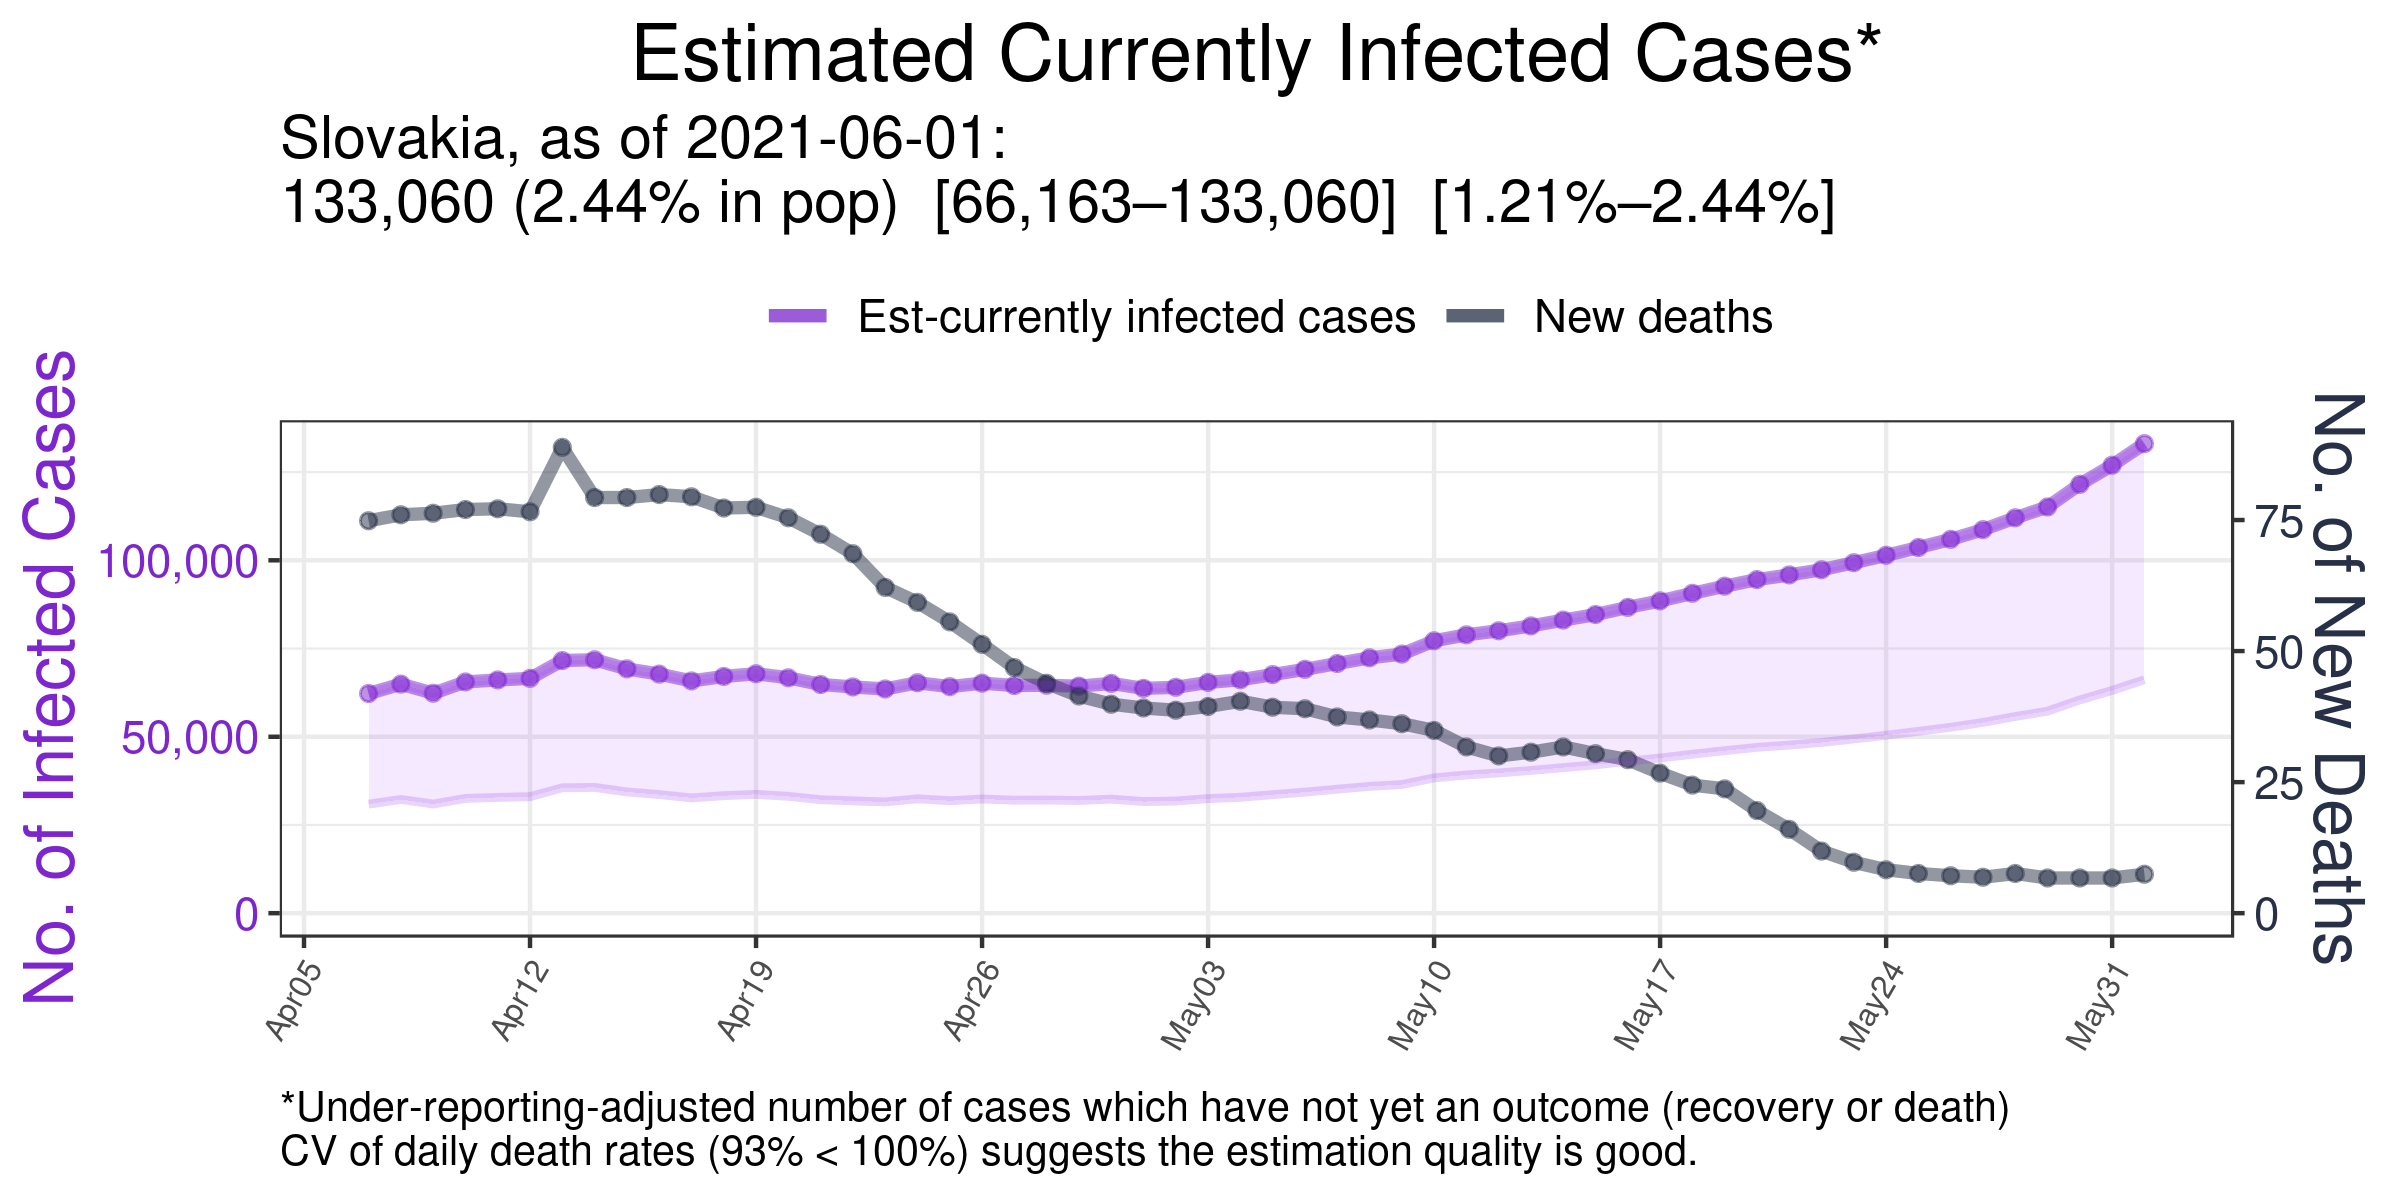 Estimated Currently Infected Cases*
Slovakia, as of 2021-06-01:
133,060 (2.44% in pop)  [66,163–133,060]  [1.21%–2.44%]
Est-currently infected cases
New deaths
No. of Infected Cases
100,000
50,000
0
75
50
25
0
No. of New Deaths
Apr05
Apr12
Apr19
Apr26
May03
May10
May17
May24
May31
*Under-reporting-adjusted number of cases which have not yet an outcome (recovery or death)
CV of daily death rates (93% < 100%) suggests the estimation quality is good.